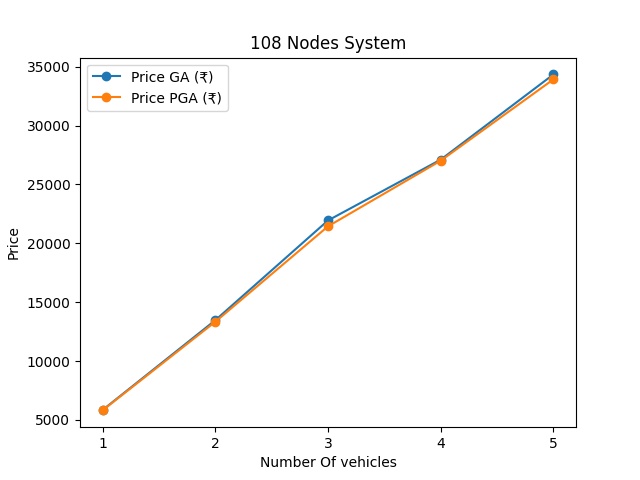 108 Nodes System
Price GA (₹)
Price PGA (₹)
Price
35000
30000
25000
20000
15000
10000
5000
1 2 3 4 5
Number Of vehicles